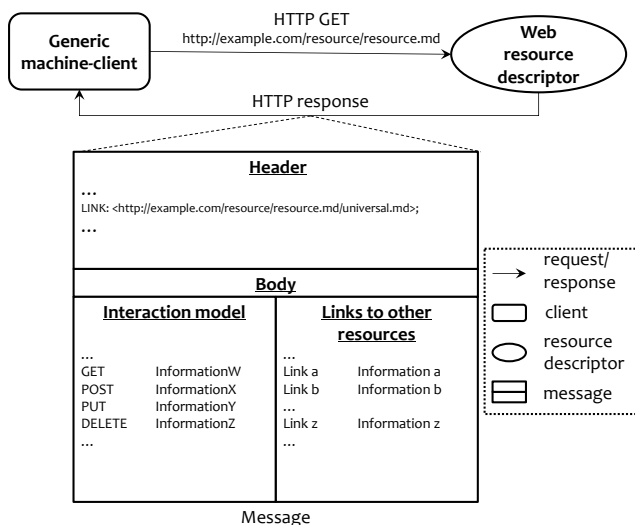 HTTP GET
http://example.com/resource/resource.md
Generic
machine-client
Web
resource
descriptor
HTTP response
Header
...
LINK: <http://example.com/resource/resource.md/universal.md>;
...
Body
Interaction model
...
GET InformationW
POST InformationX
PUT InformationY
DELETE InformationZ
...
Links to other
resources
...
Link a Information a
Link b Information b
...
Link z Information z
...
Message
request/
response
client
resource
descriptor
message